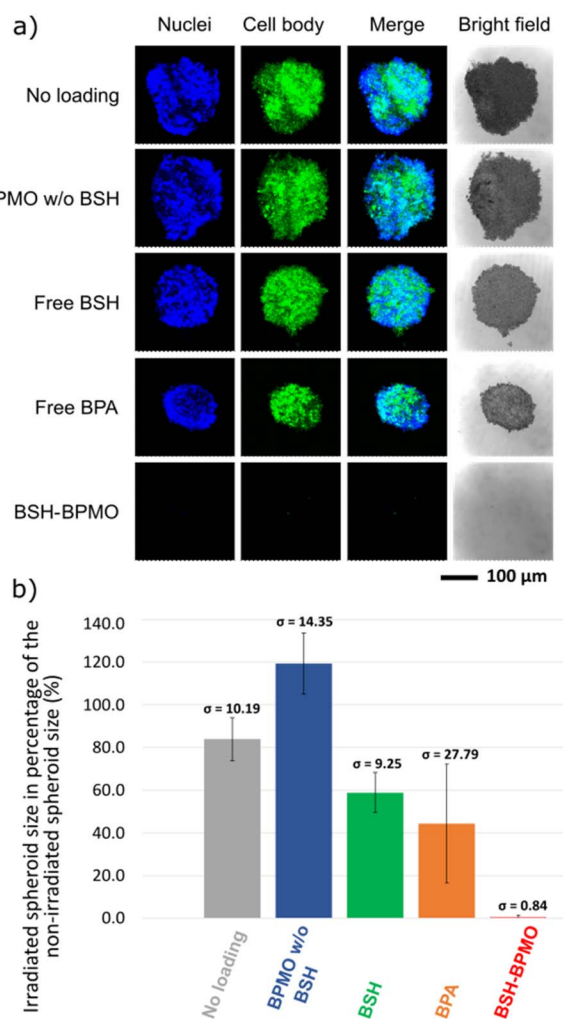 a)
Nuclei Cell body Merge Bright field
No loading
PMO w/o BSH
Free BSH
Free BPA
BSH-BPMO
100 µm
b)
Irradiated spheroid size in percentage of the
non-irradiated spheroid size (%)
140.0
120.0
100.0
80.0
60.0
40.0
20.0
0.0
σ = 10.19
σ = 14.35
σ = 9.25
σ = 27.79
σ = 0.84
No loading
BPMO w/o
BSH
BSH
BPA
BSH-BPMO